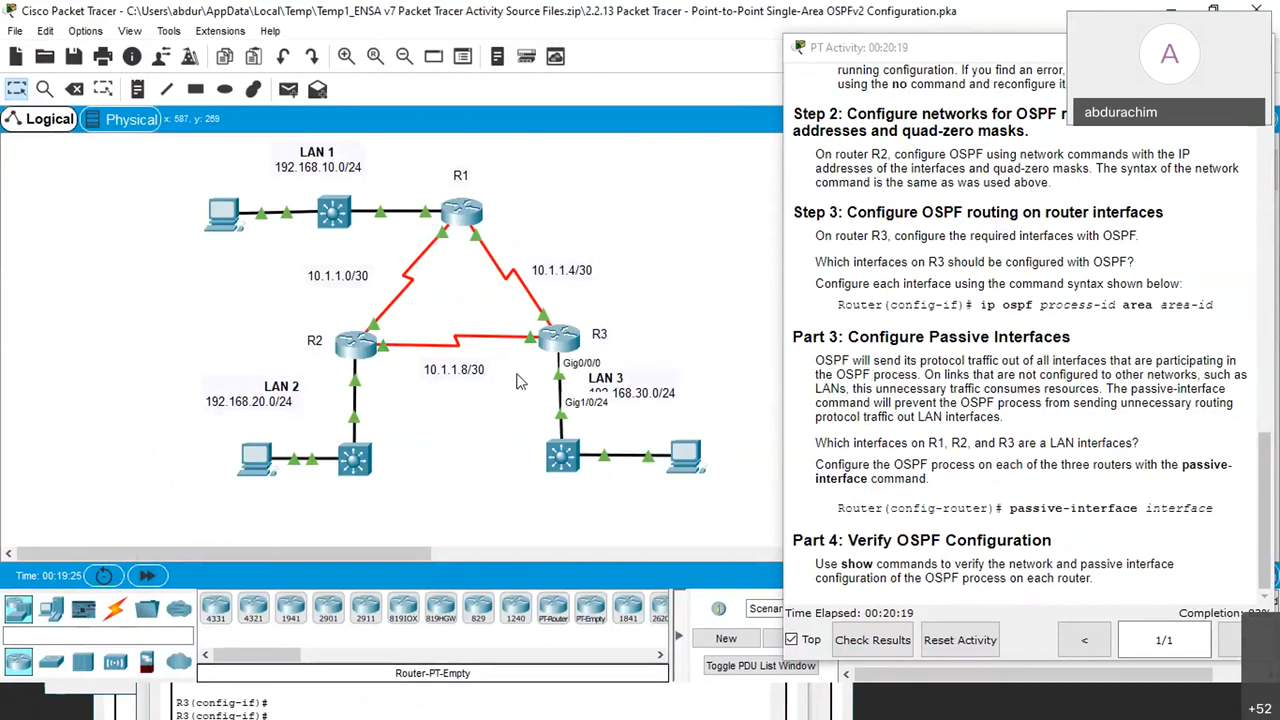 Cisco Packet Tracer - C:\Users\abdur\AppData\Local\Temp\Temp1_ENSA v7 Packet Tracer Activity Source Files.zip\2.2.13 Packet Tracer - Point-to-Point Single-Area OSPFv2 Configuration.pka
File Edit Options View Tools Extensions Help
Logical Physical x: 587, y: 269
LAN 1
192.168.10.0/24
R1
10.1.1.0/30
10.1.1.4/30
R2
R3
Gig0/0/0
10.1.1.8/30
LAN 2
192.168.20.0/24
LAN 3
.168.30.0/24
Gig1/0/24
Time: 00:19:25
4331 4321 1941 2901 2911 819IOX 819HGW 829 1240 PT-Router PT-Empty 1841 2620
Router-PT-Empty
Scenar
New
Toggle PDU List Window
R3(config-if)#
R3(config-if)#
PT Activity: 00:20:19
A
abdurachim
running configuration. If you find an error,
using the no command and reconfigure it
Step 2: Configure networks for OSPF r
addresses and quad-zero masks.
On router R2, configure OSPF using network commands with the IP
addresses of the interfaces and quad-zero masks. The syntax of the network
command is the same as was used above.
Step 3: Configure OSPF routing on router interfaces
On router R3, configure the required interfaces with OSPF.
Which interfaces on R3 should be configured with OSPF?
Configure each interface using the command syntax shown below:
Router(config-if)# ip ospf process-id area area-id
Part 3: Configure Passive Interfaces
OSPF will send its protocol traffic out of all interfaces that are participating in
the OSPF process. On links that are not configured to other networks, such as
LANs, this unnecessary traffic consumes resources. The passive-interface
command will prevent the OSPF process from sending unnecessary routing
protocol traffic out LAN interfaces.
Which interfaces on R1, R2, and R3 are a LAN interfaces?
Configure the OSPF process on each of the three routers with the passive-
interface command.
Router(config-router)# passive-interface interface
Part 4: Verify OSPF Configuration
Use show commands to verify the network and passive interface
configuration of the OSPF process on each router.
Time Elapsed: 00:20:19 Completion:
Top Check Results Reset Activity < 1/1
+52